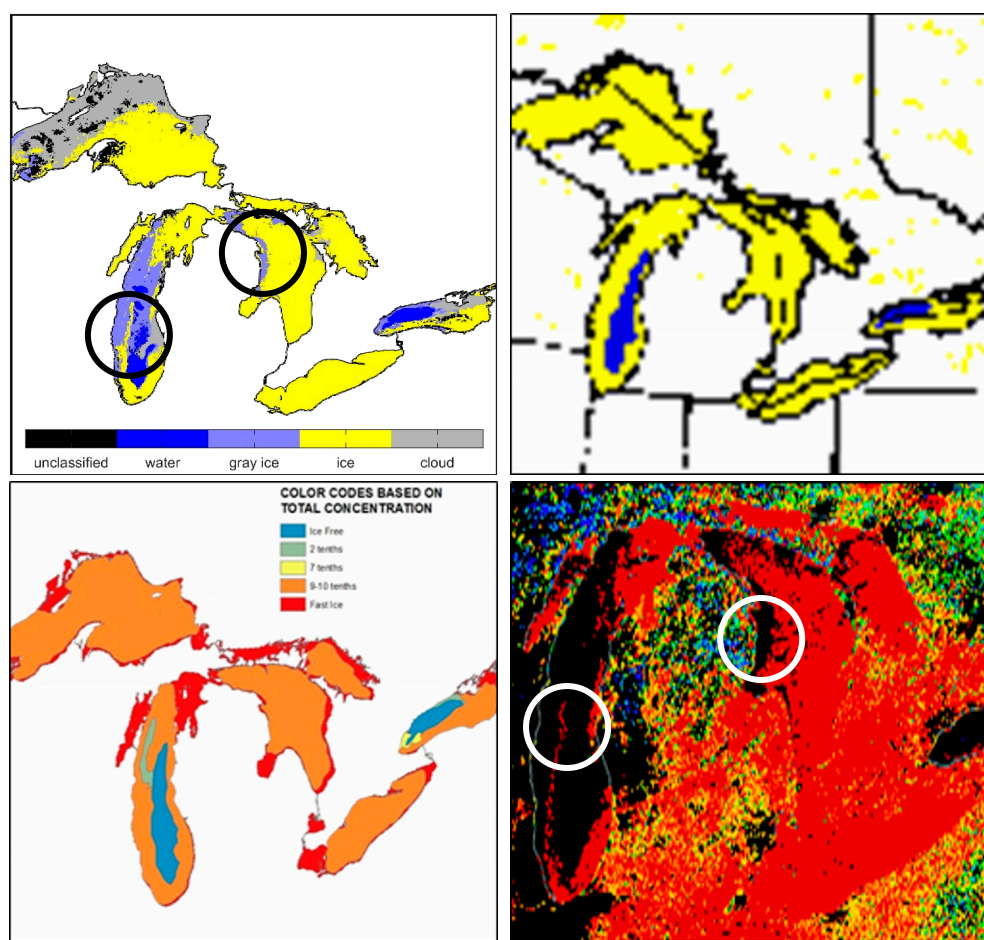 unclassified water gray ice ice cloud
COLOR CODES BASED ON
TOTAL CONCENTRATION
Ice Free
2 tenths
7 tenths
9-10 tenths
Fast Ice